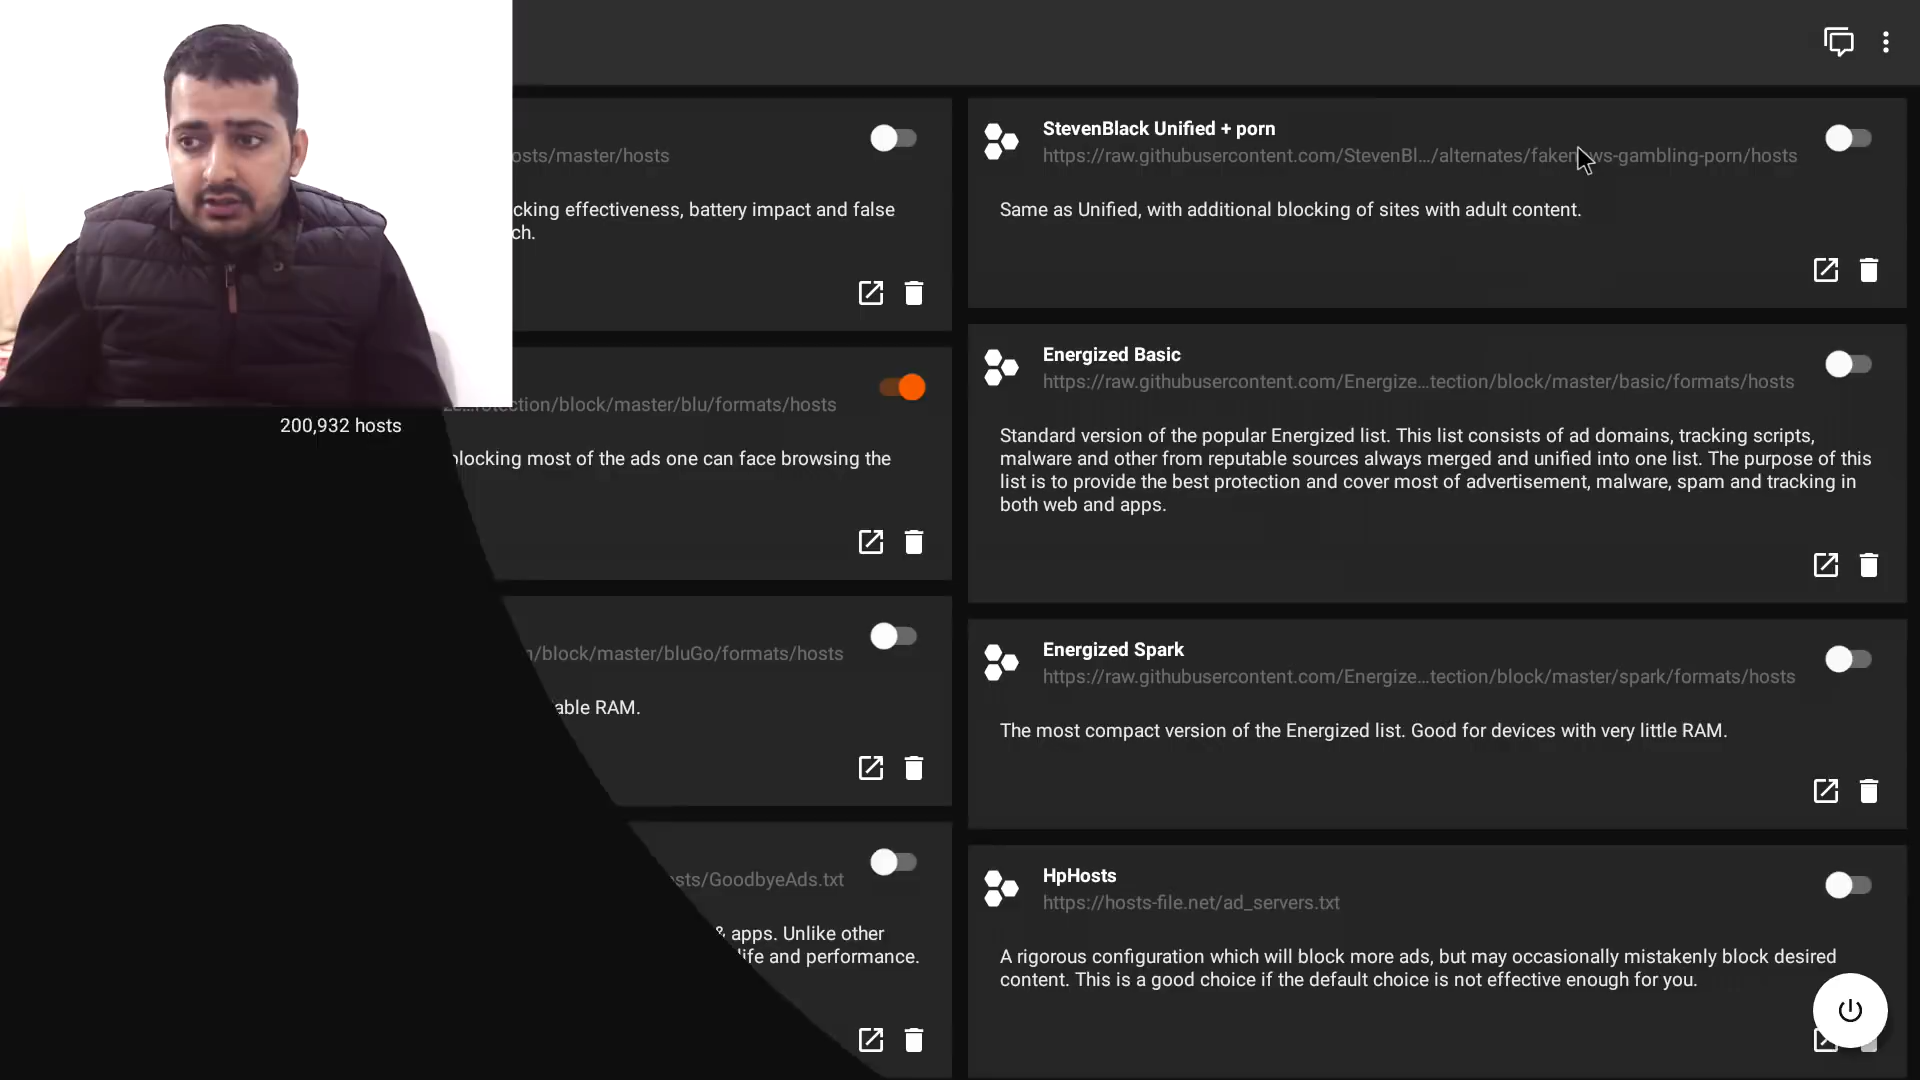 osts/master/hosts
cking effectiveness, battery impact and false
ch.
tection/block/master/blu/formats/hosts
200,932 hosts
blocking most of the ads one can face browsing the
n/block/master/bluGo/formats/hosts
able RAM.
sts/GoodbyeAds.txt
& apps. Unlike other
life and performance.
StevenBlack Unified + porn
https://raw.githubusercontent.com/StevenBl.../alternates/fakenews-gambling-porn/hosts
Same as Unified, with additional blocking of sites with adult content.
Energized Basic
https://raw.githubusercontent.com/Energize...tection/block/master/basic/formats/hosts
Standard version of the popular Energized list. This list consists of ad domains, tracking scripts,
malware and other from reputable sources always merged and unified into one list. The purpose of this
list is to provide the best protection and cover most of advertisement, malware, spam and tracking in
both web and apps.
Energized Spark
https://raw.githubusercontent.com/Energize...tection/block/master/spark/formats/hosts
The most compact version of the Energized list. Good for devices with very little RAM.
HpHosts
https://hosts-file.net/ad_servers.txt
A rigorous configuration which will block more ads, but may occasionally mistakenly block desired
content. This is a good choice if the default choice is not effective enough for you.